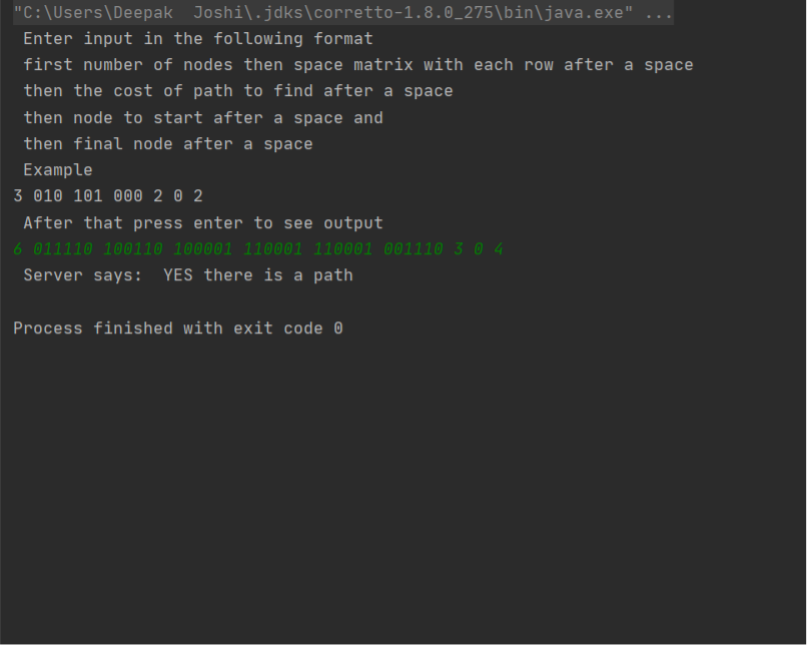 "C:\Users\Deepak  Joshi\.jdks\corretto-1.8.0_275\bin\java.exe" ...
Enter input in the following format
first number of nodes then space matrix with each row after a space
then the cost of path to find after a space
then node to start after a space and
then final node after a space
Example
3 010 101 000 2 0 2
After that press enter to see output
6 011110 100110 100001 110001 110001 001110 3 0 4
Server says:  YES there is a path
Process finished with exit code 0